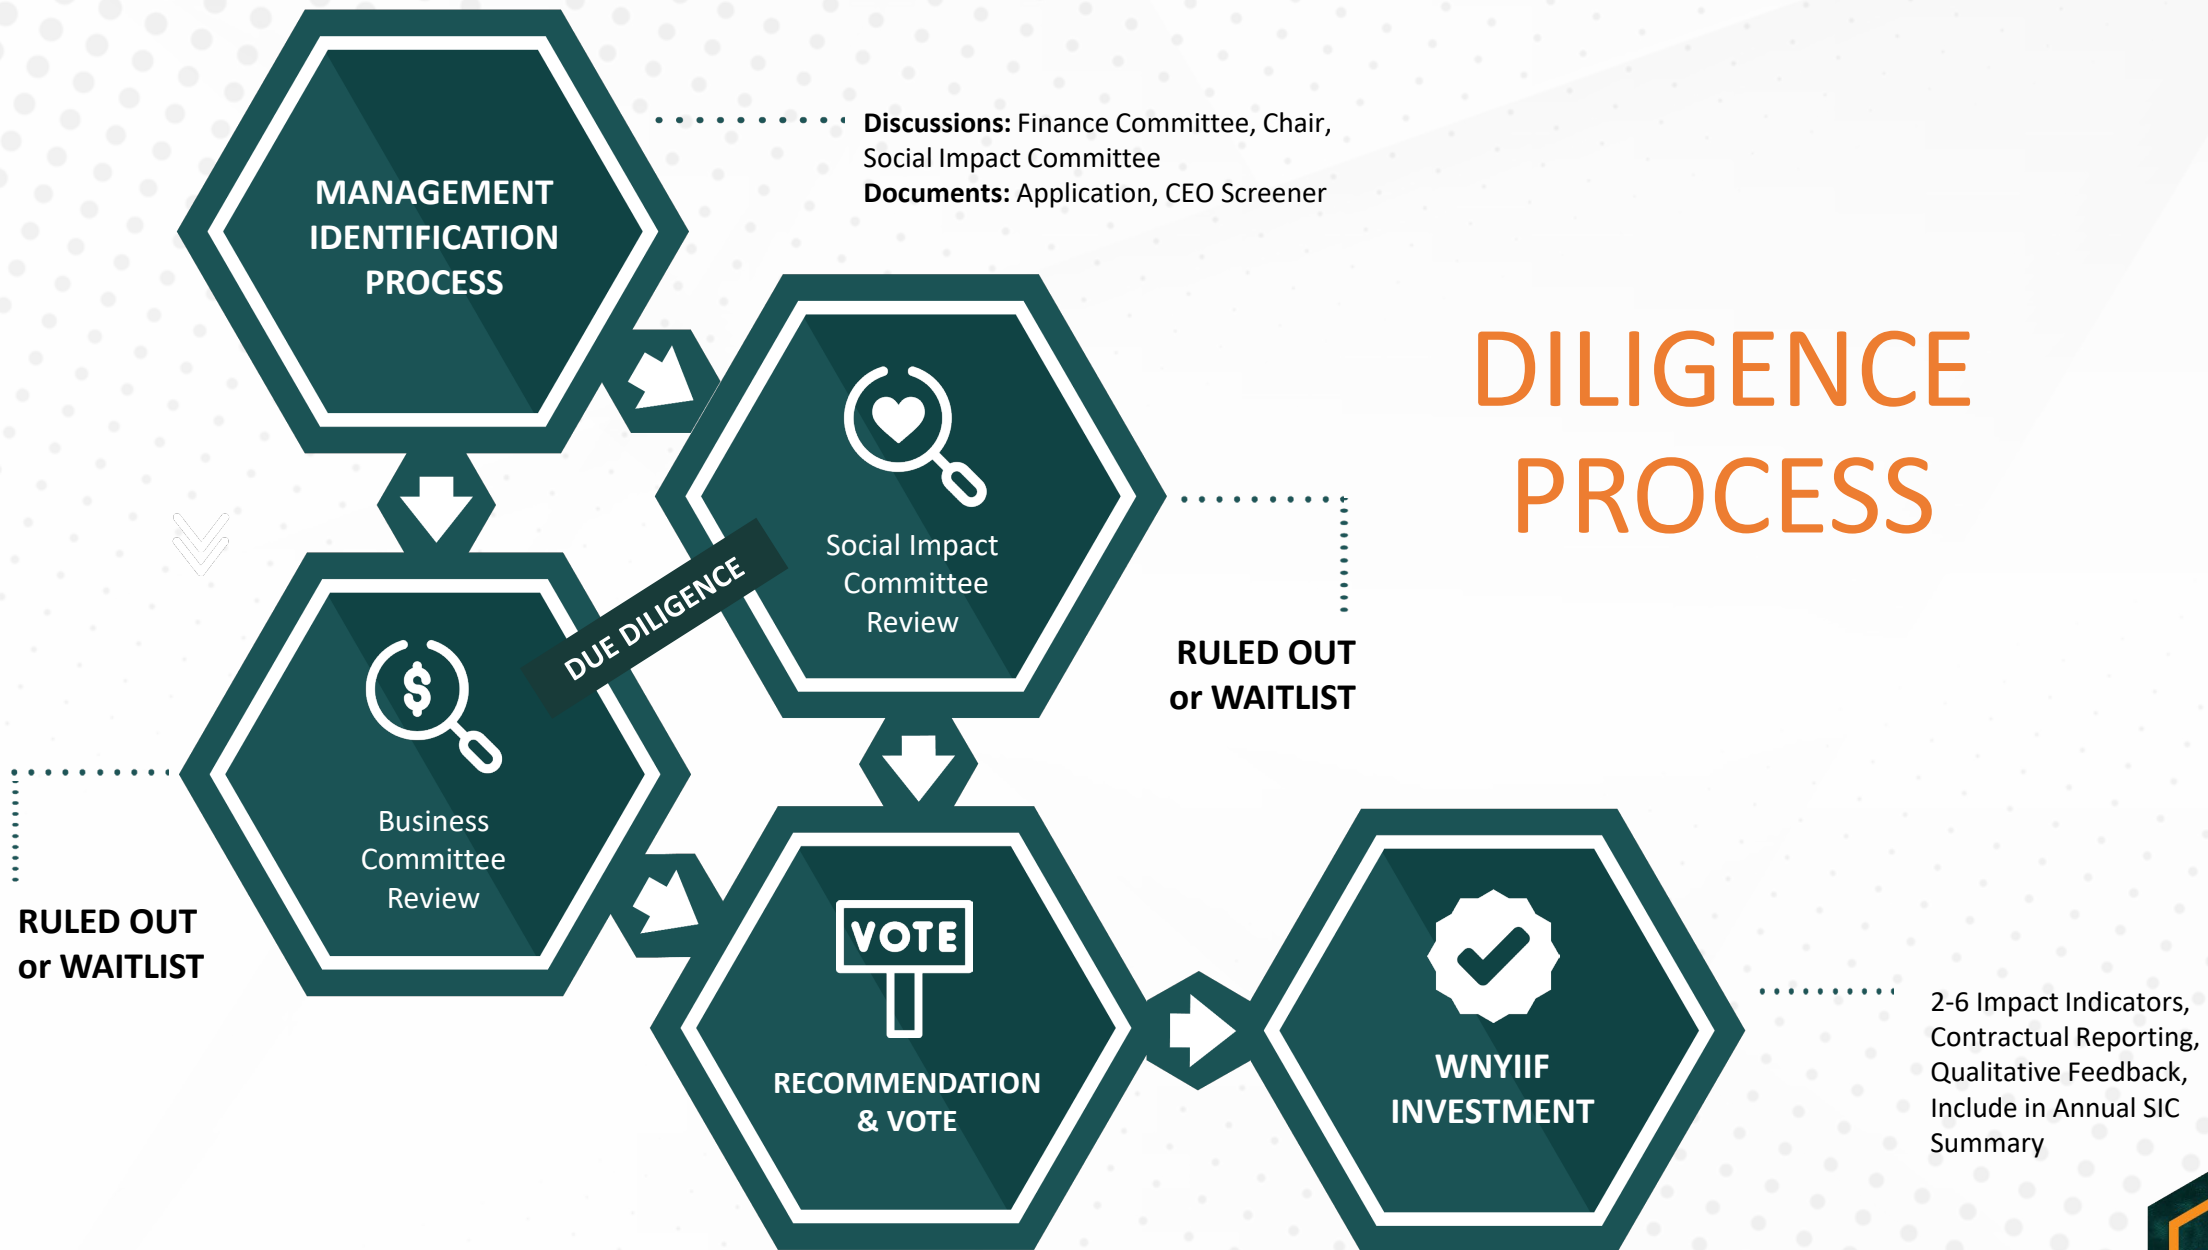 MANAGEMENT
IDENTIFICATION
PROCESS
Discussions: Finance Committee, Chair,
Social Impact Committee
Documents: Application, CEO Screener
DILIGENCE
PROCESS
Social Impact
Committee
Review
DUE DILIGENCE
RULED OUT
or WAITLIST
$
Business
Committee
Review
RULED OUT
or WAITLIST
VOTE
RECOMMENDATION
& VOTE
WNYIIF
INVESTMENT
2-6 Impact Indicators,
Contractual Reporting,
Qualitative Feedback,
Include in Annual SIC
Summary